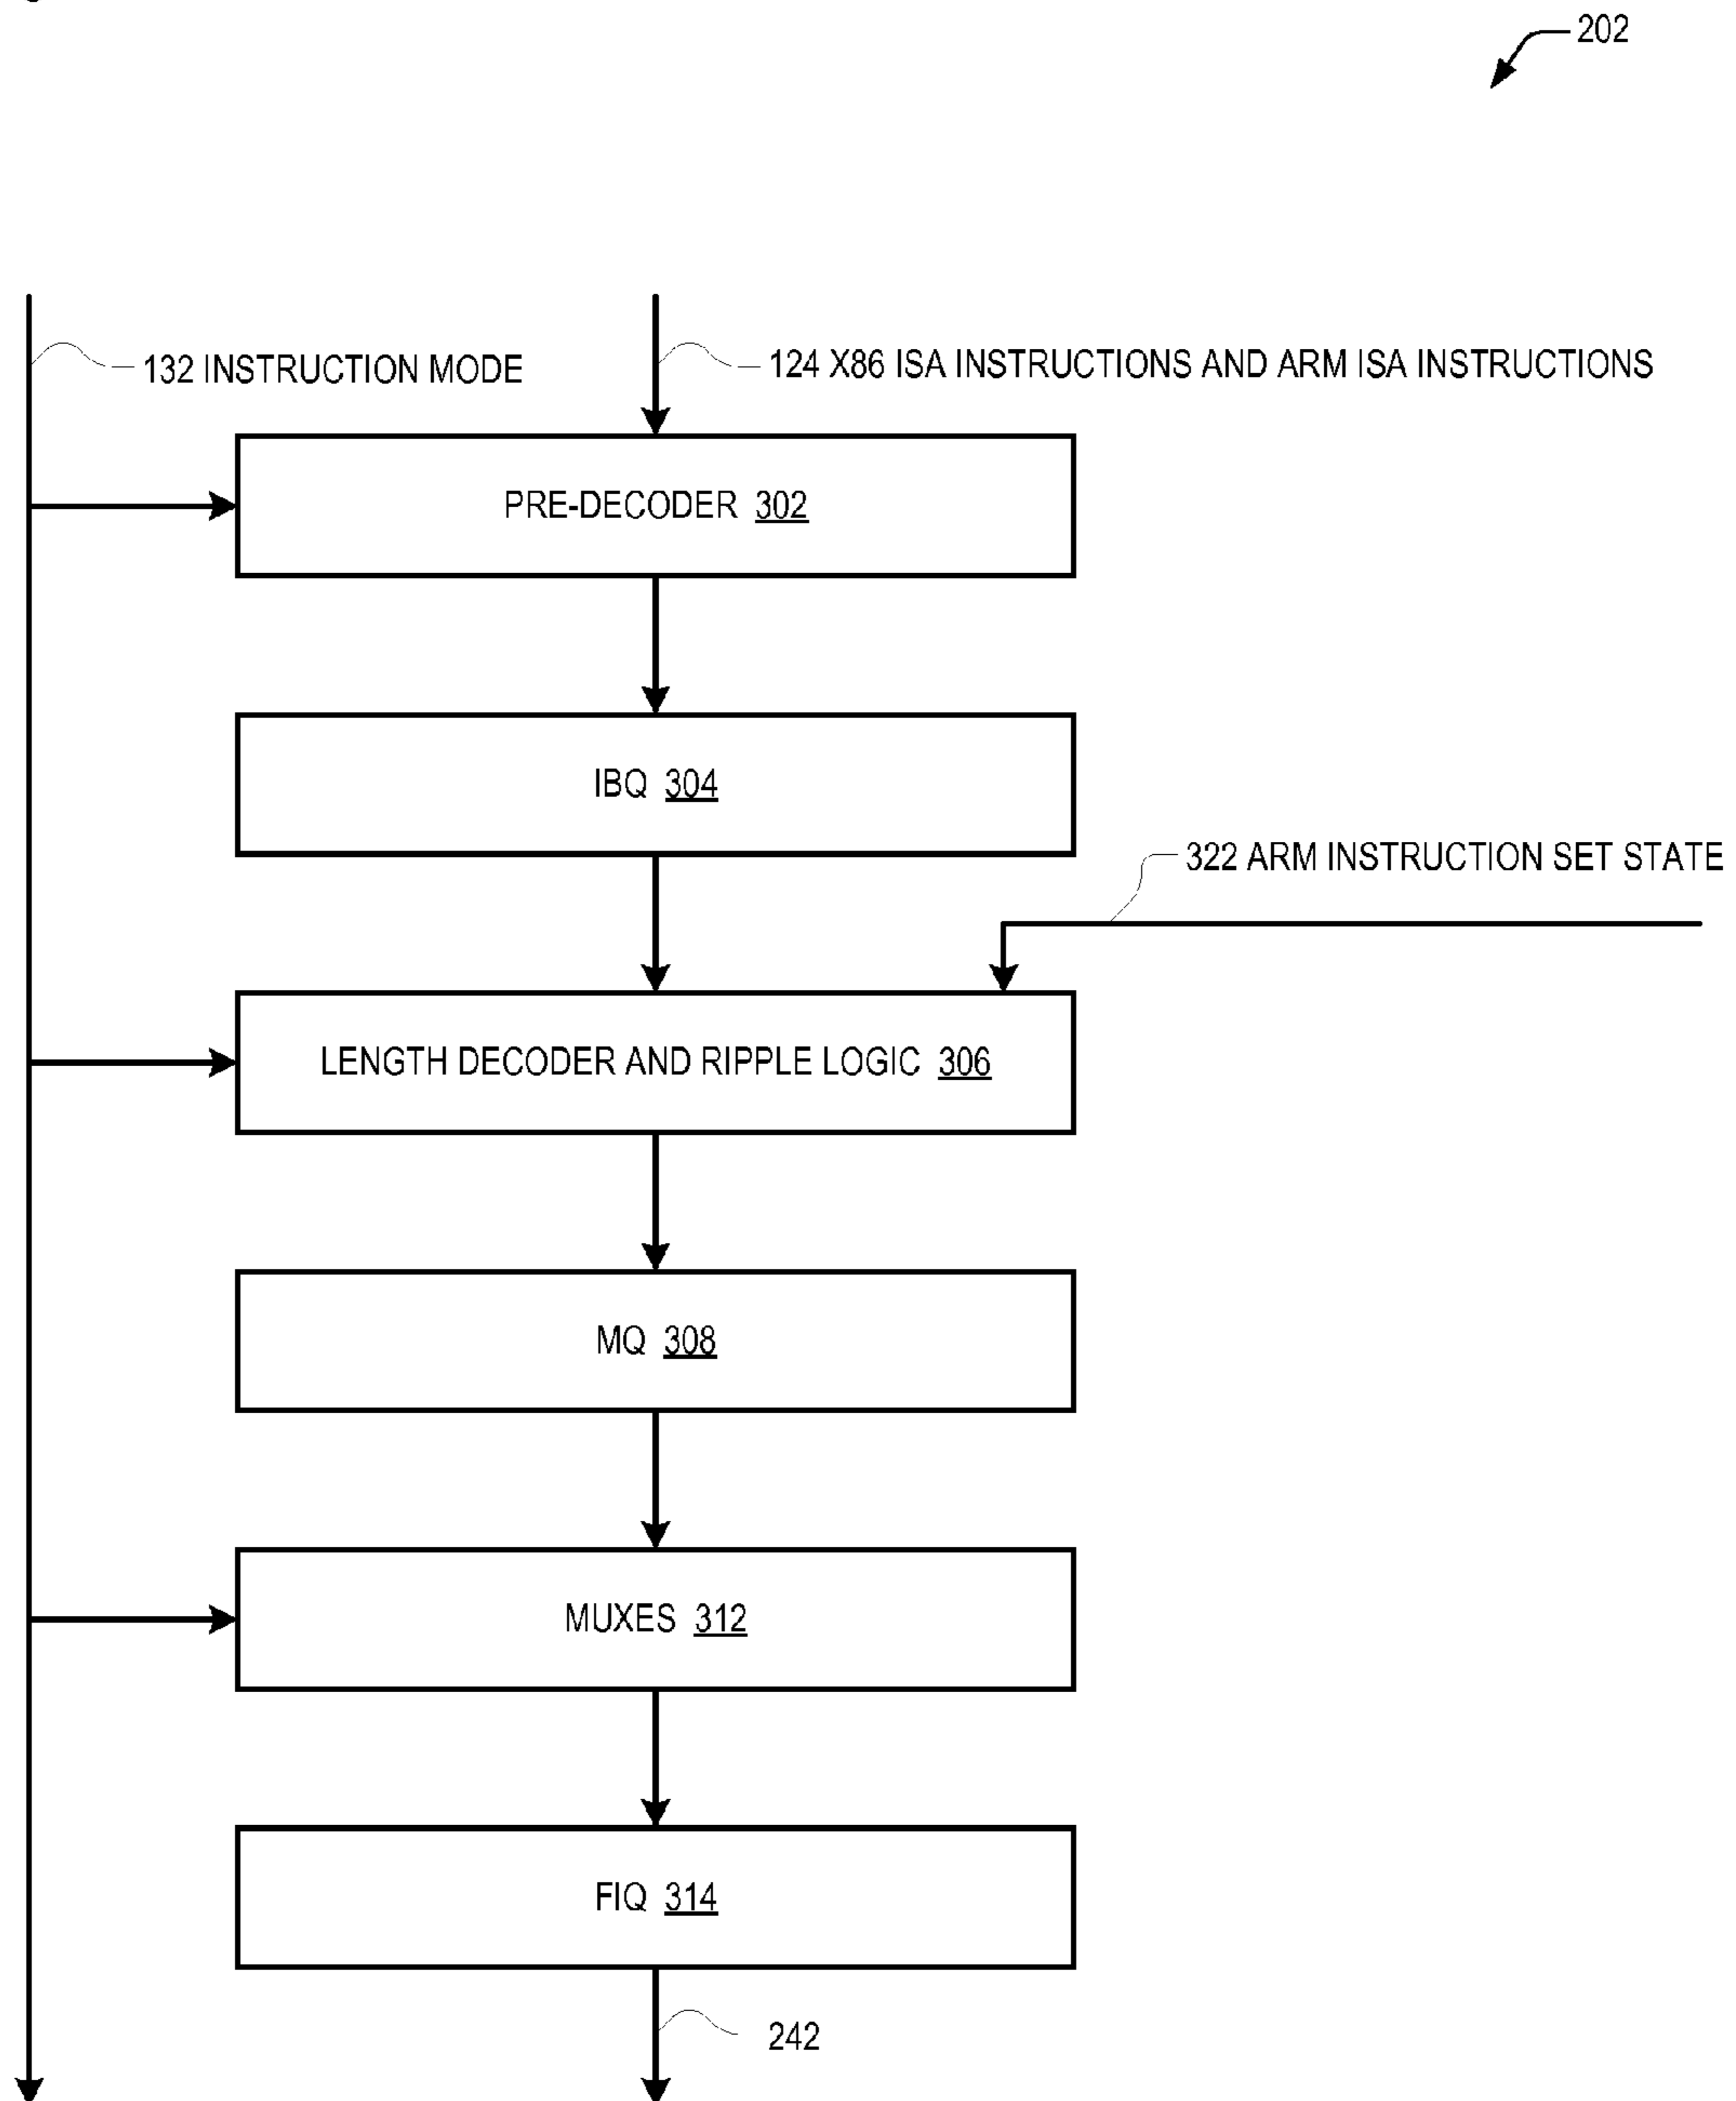 202
132 INSTRUCTION MODE
124 X86 ISA INSTRUCTIONS AND ARM ISA INSTRUCTIONS
PRE-DECODER 302
IBQ 304
322 ARM INSTRUCTION SET STATE
LENGTH DECODER AND RIPPLE LOGIC 306
MQ 308
MUXES 312
FIQ 314
242